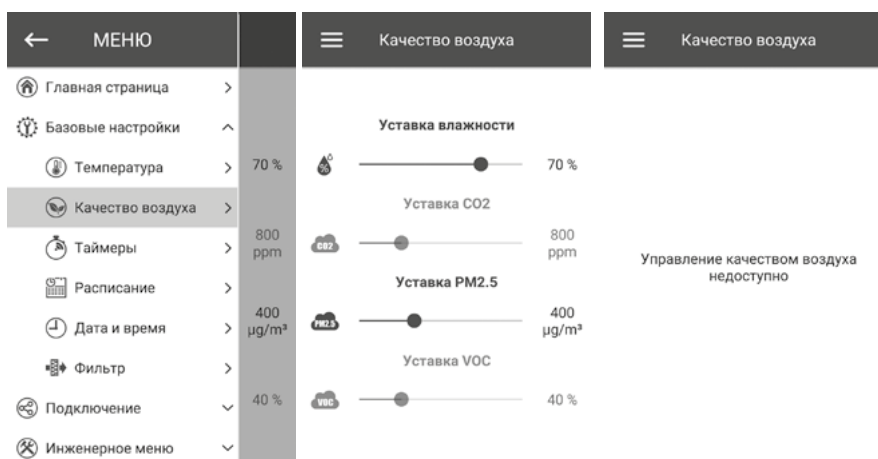 МЕНЮ
Главная страница
Базовые настройки
Температура
Качество воздуха
Таймеры
Расписание
Дата и время
Фильтр
Подключение
Инженерное меню
70 %
800
ppm
400
µg/m³
40 %
Качество воздуха
Уставка влажности
%
70 %
Уставка CO2
CO2
800
ppm
Уставка PM2.5
PM2.5
400
µg/m³
Уставка VOC
VOC
40 %
Качество воздуха
Управление качеством воздуха
недоступно